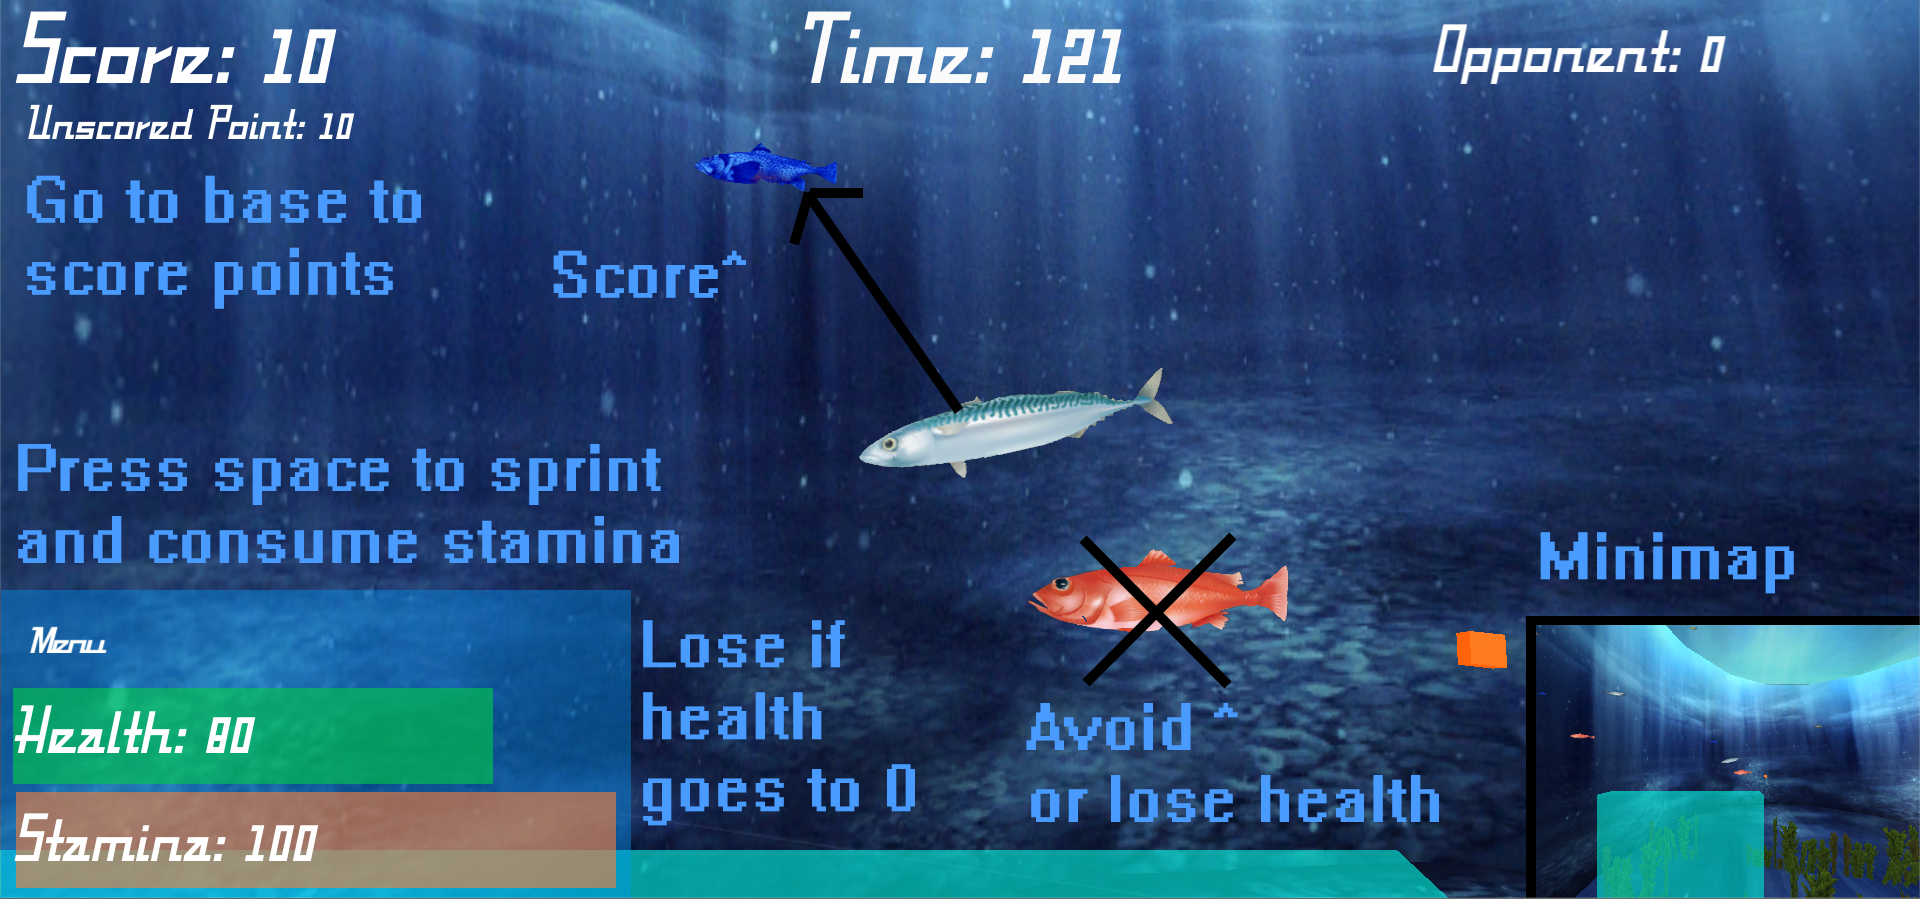 Score: 10
Time: 121
Opponent: 0
Unscored Point: 10
Go to base to
score points
Score^
Press space to sprint
and consume stamina
Minimap
Menu
Health: 80
Stamina: 100
Lose if
health
goes to 0
Avoid ^
or lose health